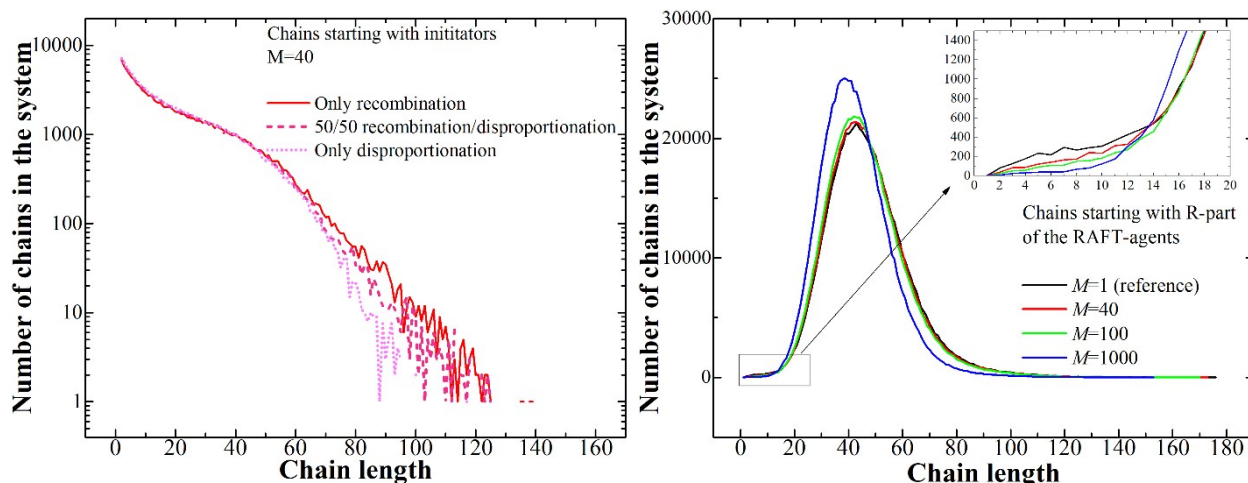 Number of chains in the system
10000
1000
100
10
1
Chains starting with inititators
M=40
Only recombination
50/50 recombination/disproportionation
Only disproportionation
0 20 40 60 80 100 120 140 160
Chain length
Number of chains in the system
30000
20000
10000
0
1400
1200
1000
800
600
400
200
0
0 2 4 6 8 10 12 14 16 18 20
Chains starting with R-part
of the RAFT-agents
M=1 (reference)
M=40
M=100
M=1000
0 20 40 60 80 100 120 140 160 180
Chain length